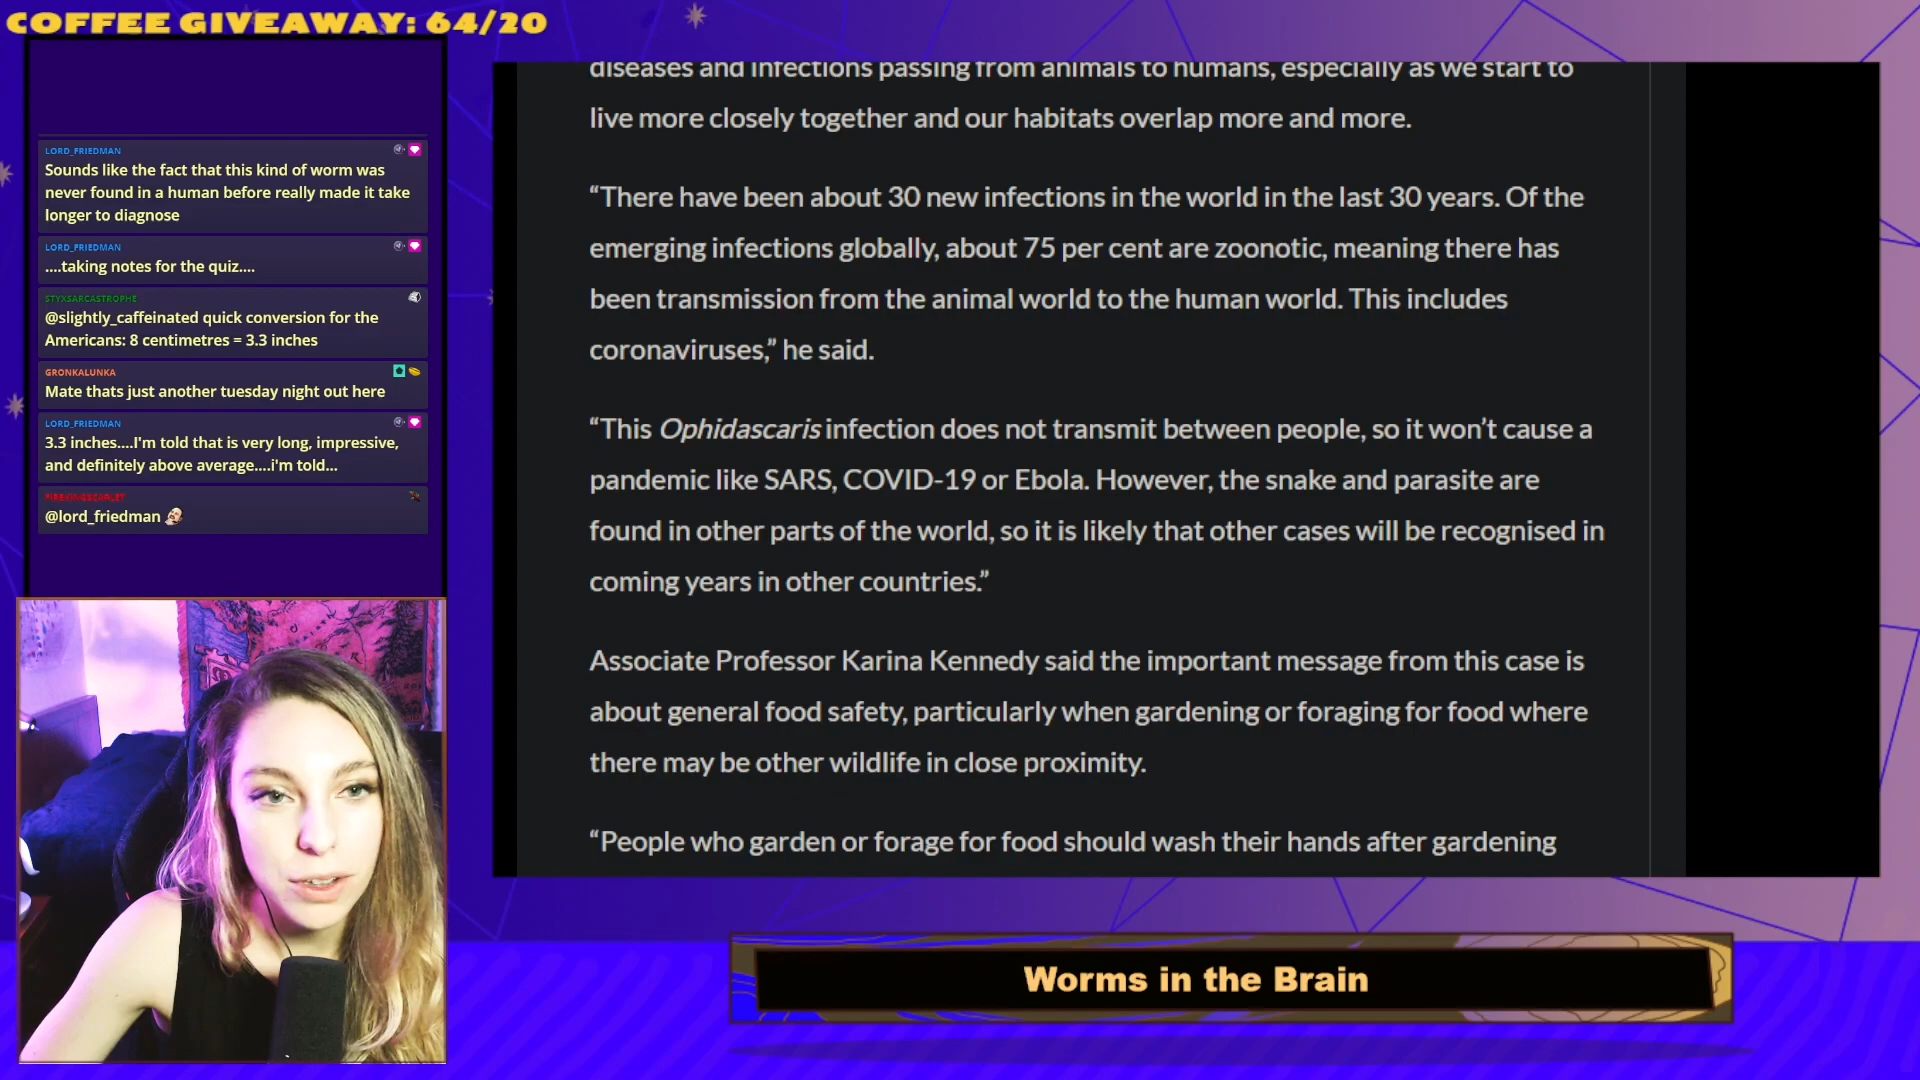 COFFEE GIVEAWAY: 64/20
LORD_FRIEDMAN
Sounds like the fact that this kind of worm was
never found in a human before really made it take
longer to diagnose
LORD_FRIEDMAN
....taking notes for the quiz....
STYXSARCASTROPHE
@slightly_caffeinated quick conversion for the
Americans: 8 centimetres = 3.3 inches
GRONKALUNKA
Mate thats just another tuesday night out here
LORD_FRIEDMAN
3.3 inches....I'm told that is very long, impressive,
and definitely above average....i'm told...
FIREKINGSCARLET
@lord_friedman
diseases and infections passing from animals to humans, especially as we start to
live more closely together and our habitats overlap more and more.
“There have been about 30 new infections in the world in the last 30 years. Of the
emerging infections globally, about 75 per cent are zoonotic, meaning there has
been transmission from the animal world to the human world. This includes
coronaviruses,” he said.
“This Ophidascaris infection does not transmit between people, so it won’t cause a
pandemic like SARS, COVID-19 or Ebola. However, the snake and parasite are
found in other parts of the world, so it is likely that other cases will be recognised in
coming years in other countries.”
Associate Professor Karina Kennedy said the important message from this case is
about general food safety, particularly when gardening or foraging for food where
there may be other wildlife in close proximity.
“People who garden or forage for food should wash their hands after gardening
Worms in the Brain